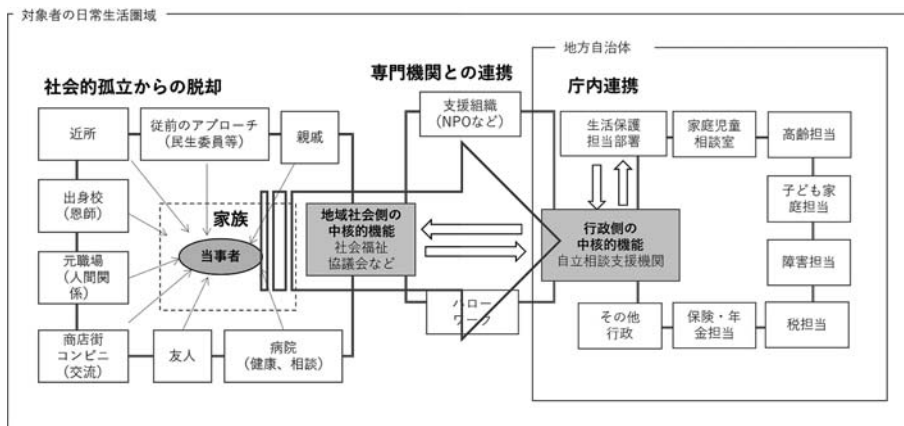 対象者の日常生活圏域
地方自治体
社会的孤立からの脱却
専門機関との連携
庁内連携
近所
従前のアプローチ
(民生委員等)
親戚
出身校
(恩師)
元職場
(人間関
係)
商店街
コンビニ
(交流)
友人
病院
(健康、相談)
家族
当事者
地域社会側の
中核的機能
社会福祉
協議会など
支援組織
(NPOなど)
ハロー
ワーク
行政側の
中核的機能
自立相談支援機関
生活保護
担当部署
家庭児童
相談室
高齢担当
子ども家
庭担当
障害担当
税担当
保険・年
金担当
その他
行政